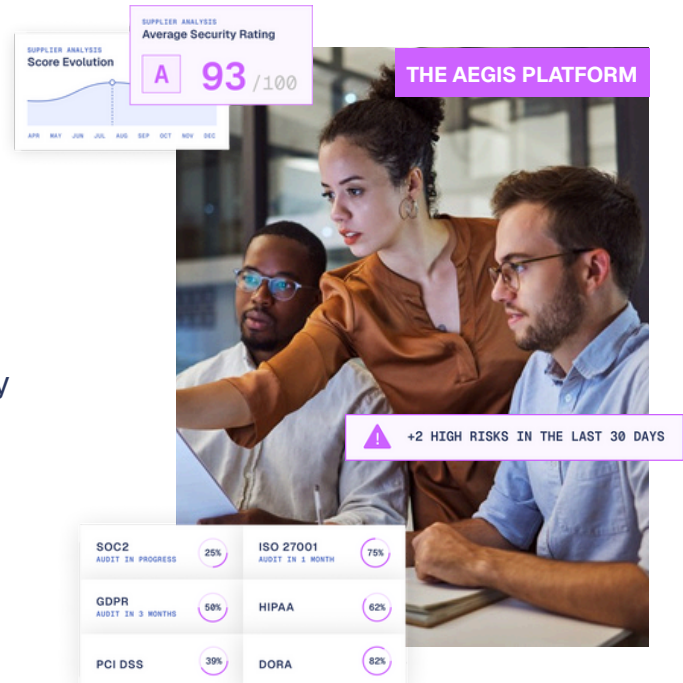 SUPPLIER ANALYSIS
Average Security Rating
A 93 /100
SUPPLIER ANALYSIS
Score Evolution
APR MAY JUN JUL AUG SEP OCT NOV DEC
THE AEGIS PLATFORM
y
+2 HIGH RISKS IN THE LAST 30 DAYS
SOC2
AUDIT IN PROGRESS
25%
ISO 27001
AUDIT IN 1 MONTH
75%
GDPR
AUDIT IN 3 MONTHS
50%
HIPAA
62%
PCI DSS
39%
DORA
82%